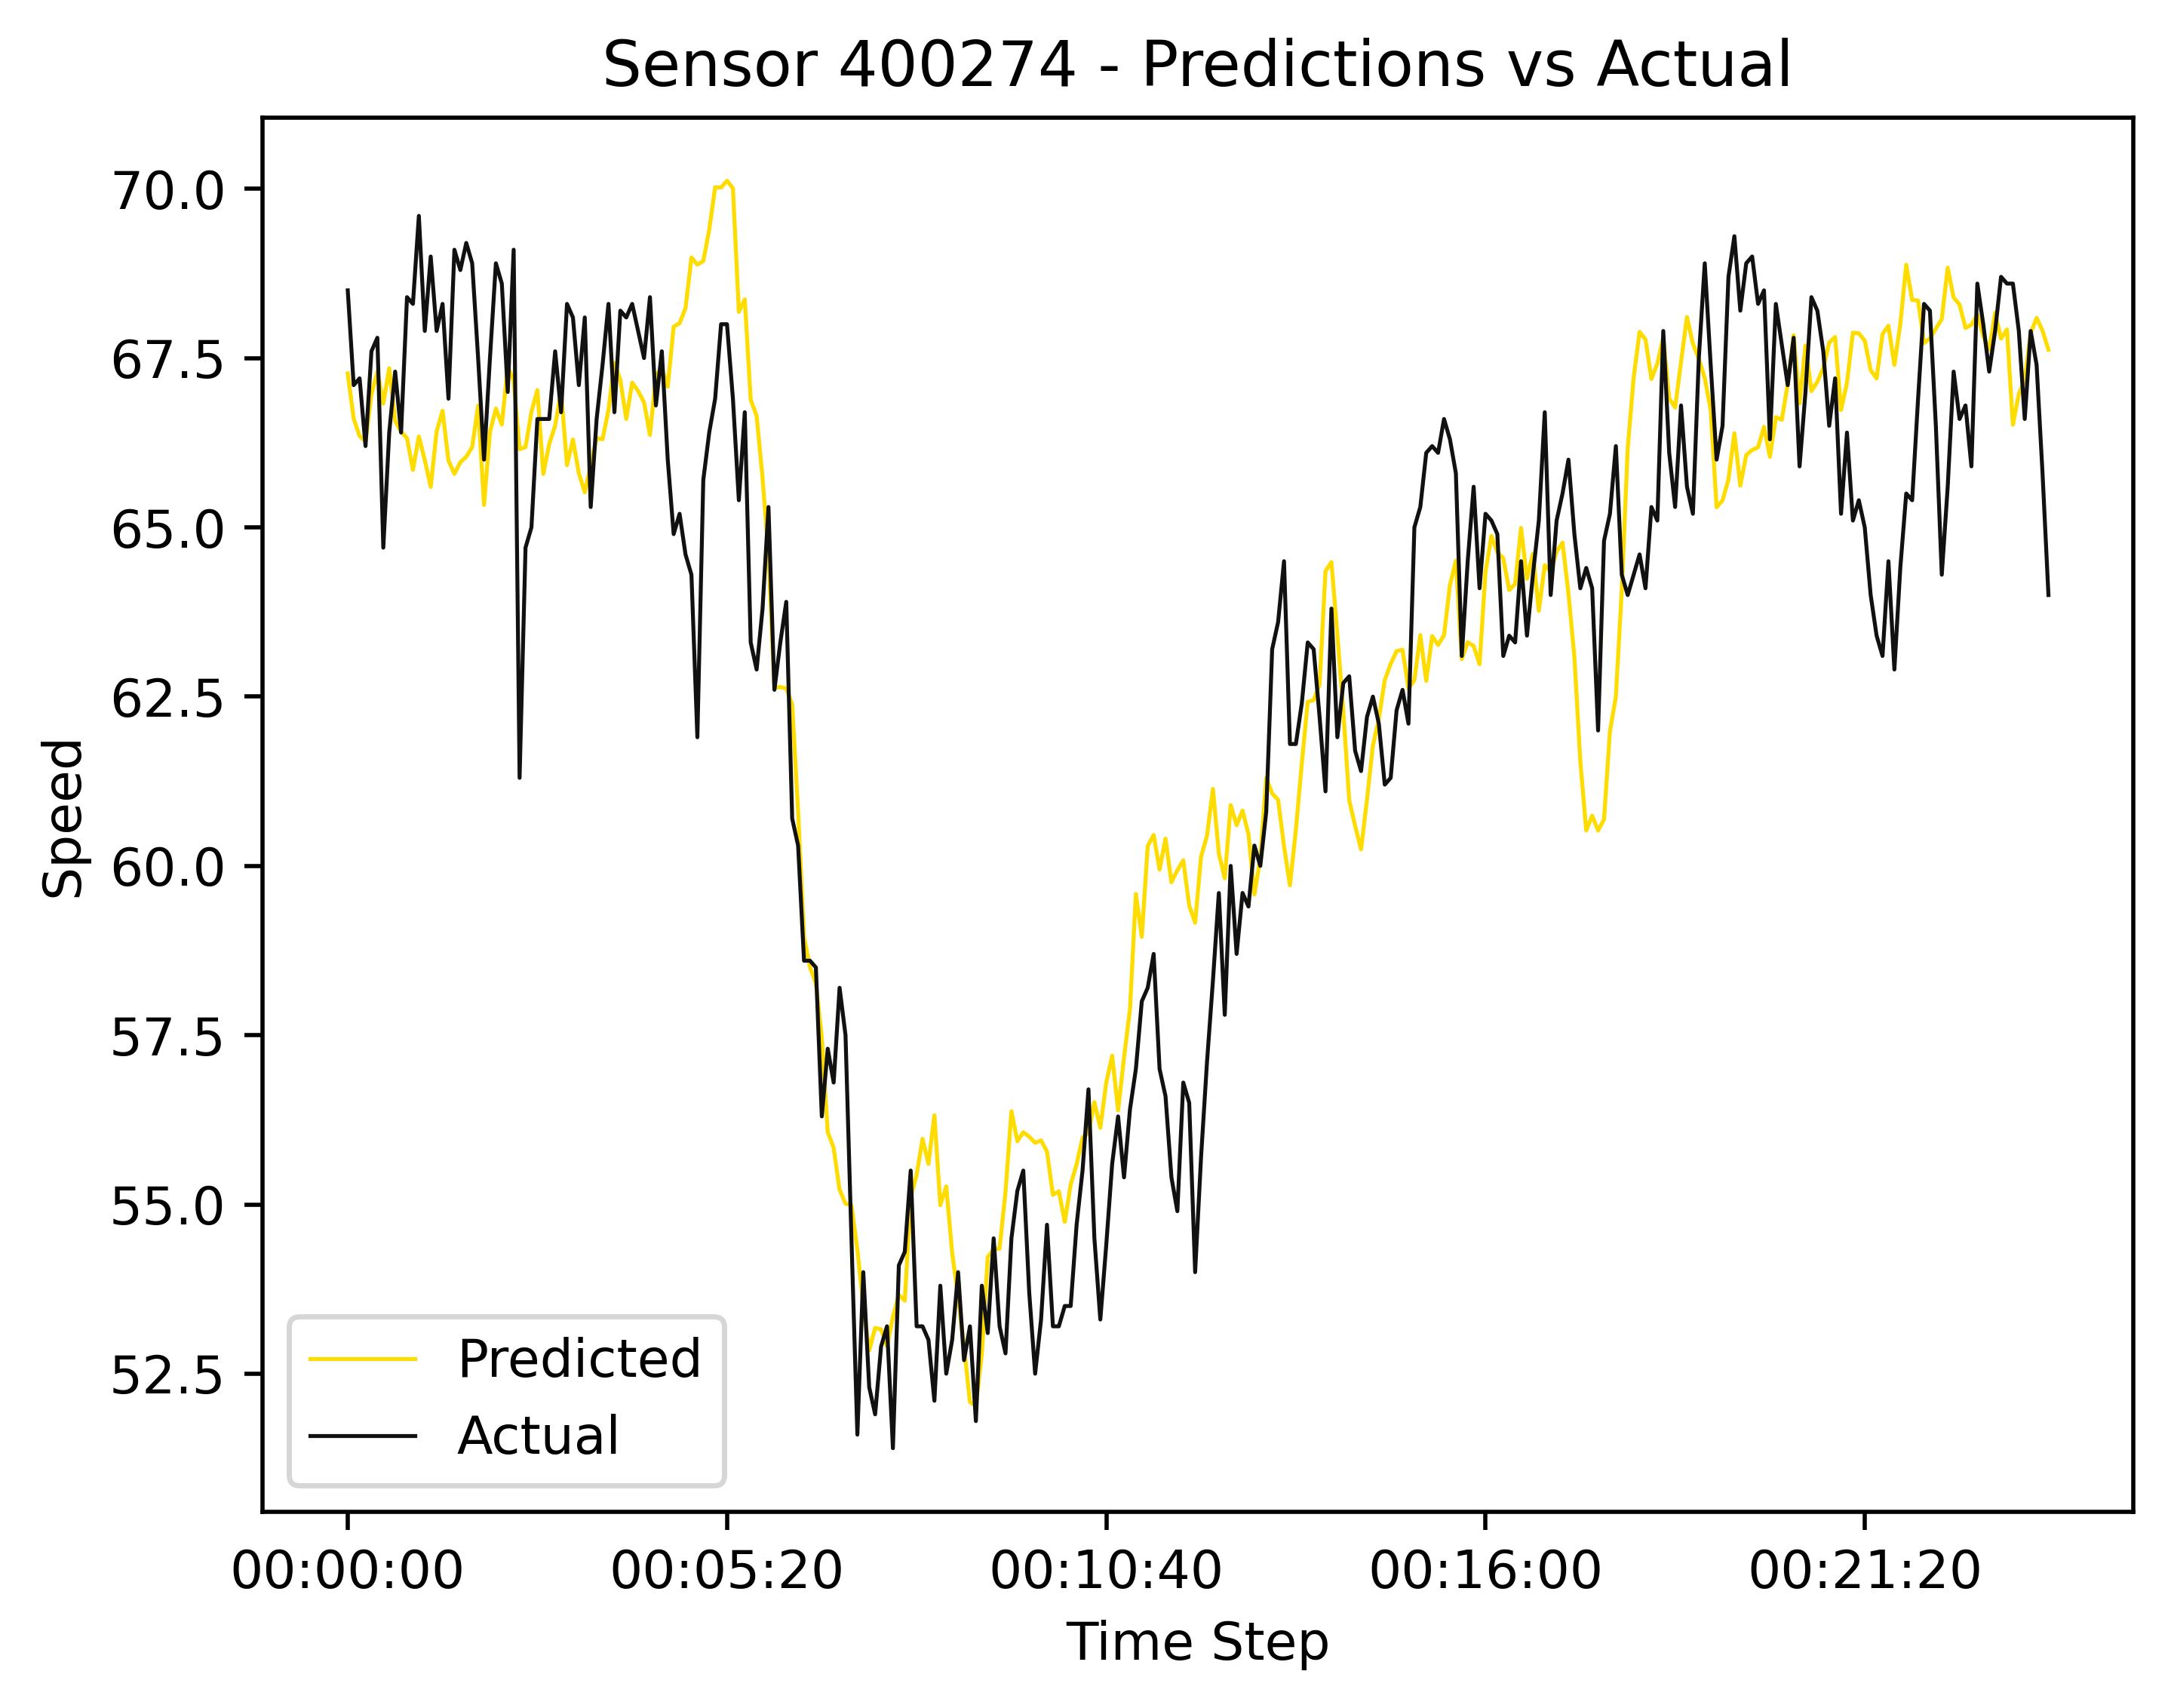 Sensor 400274 - Predictions vs Actual
70.0
67.5
65.0
62.5
60.0
57.5
55.0
52.5
Speed
Predicted
Actual
00:00:00 00:05:20 00:10:40 00:16:00 00:21:20
Time Step